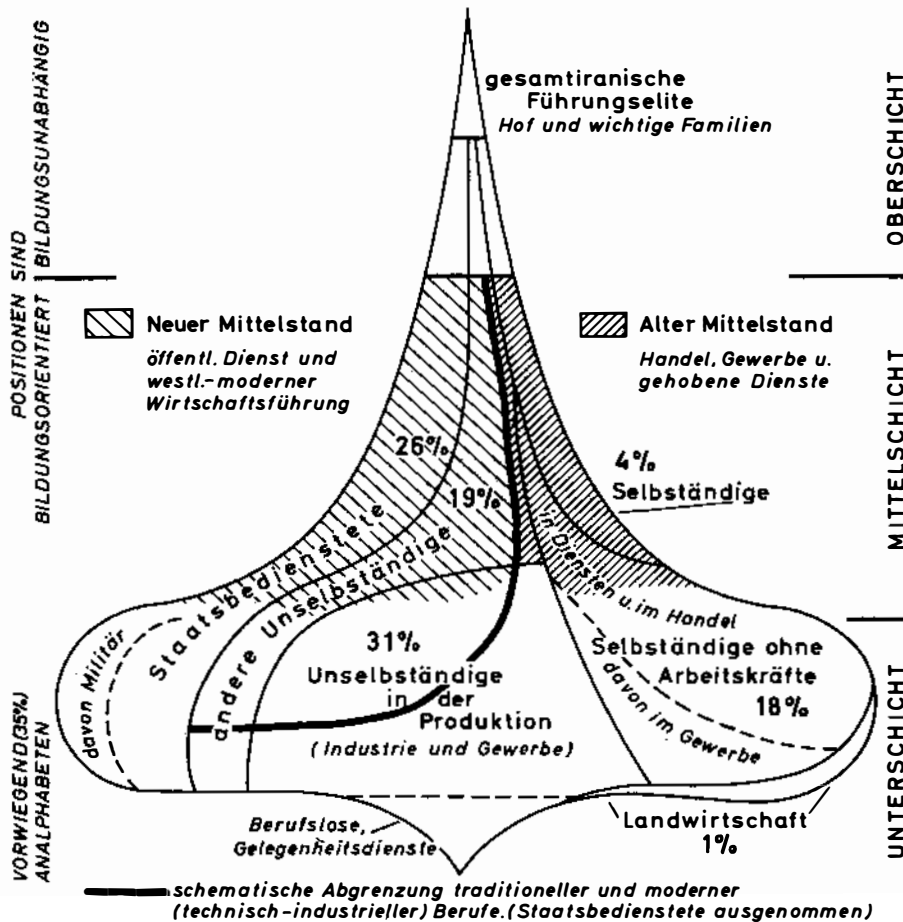 gesamtiranische
Führungselite
Hof und wichtige Familien
POSITIONEN SIND
BILDUNGSUNABHÄNGIG
BILDUNGSORIENTIERT
OBERSCHICHT
Neuer Mittelstand
öffentl. Dienst und
westl.-moderner
Wirtschaftsführung
Alter Mittelstand
Handel, Gewerbe u.
gehobene Dienste
MITTELSCHICHT
26%
19%
4%
Selbständige
Staatsbedienstete
andere Unselbständige
in Diensten u. im Handel
davon Militär
31%
Unselbständige
in der
Produktion
(Industrie und Gewerbe)
Selbständige ohne
Arbeitskräfte
18%
davon im Gewerbe
VORWIEGEND (35%)
ANALPHABETEN
UNTERSCHICHT
Berufslose,
Gelegenheitsdienste
Landwirtschaft
1%
schematische Abgrenzung traditioneller und moderner
(technisch-industrieller) Berufe. (Staatsbedienstete ausgenommen)